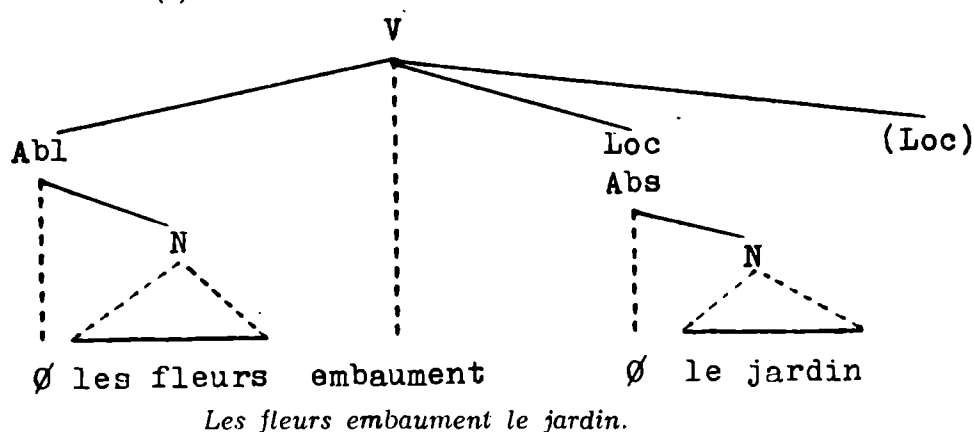 V
Abl Loc (Loc)
Abs
N N
Ø les fleurs embaument Ø le jardin
Les fleurs embaument le jardin.